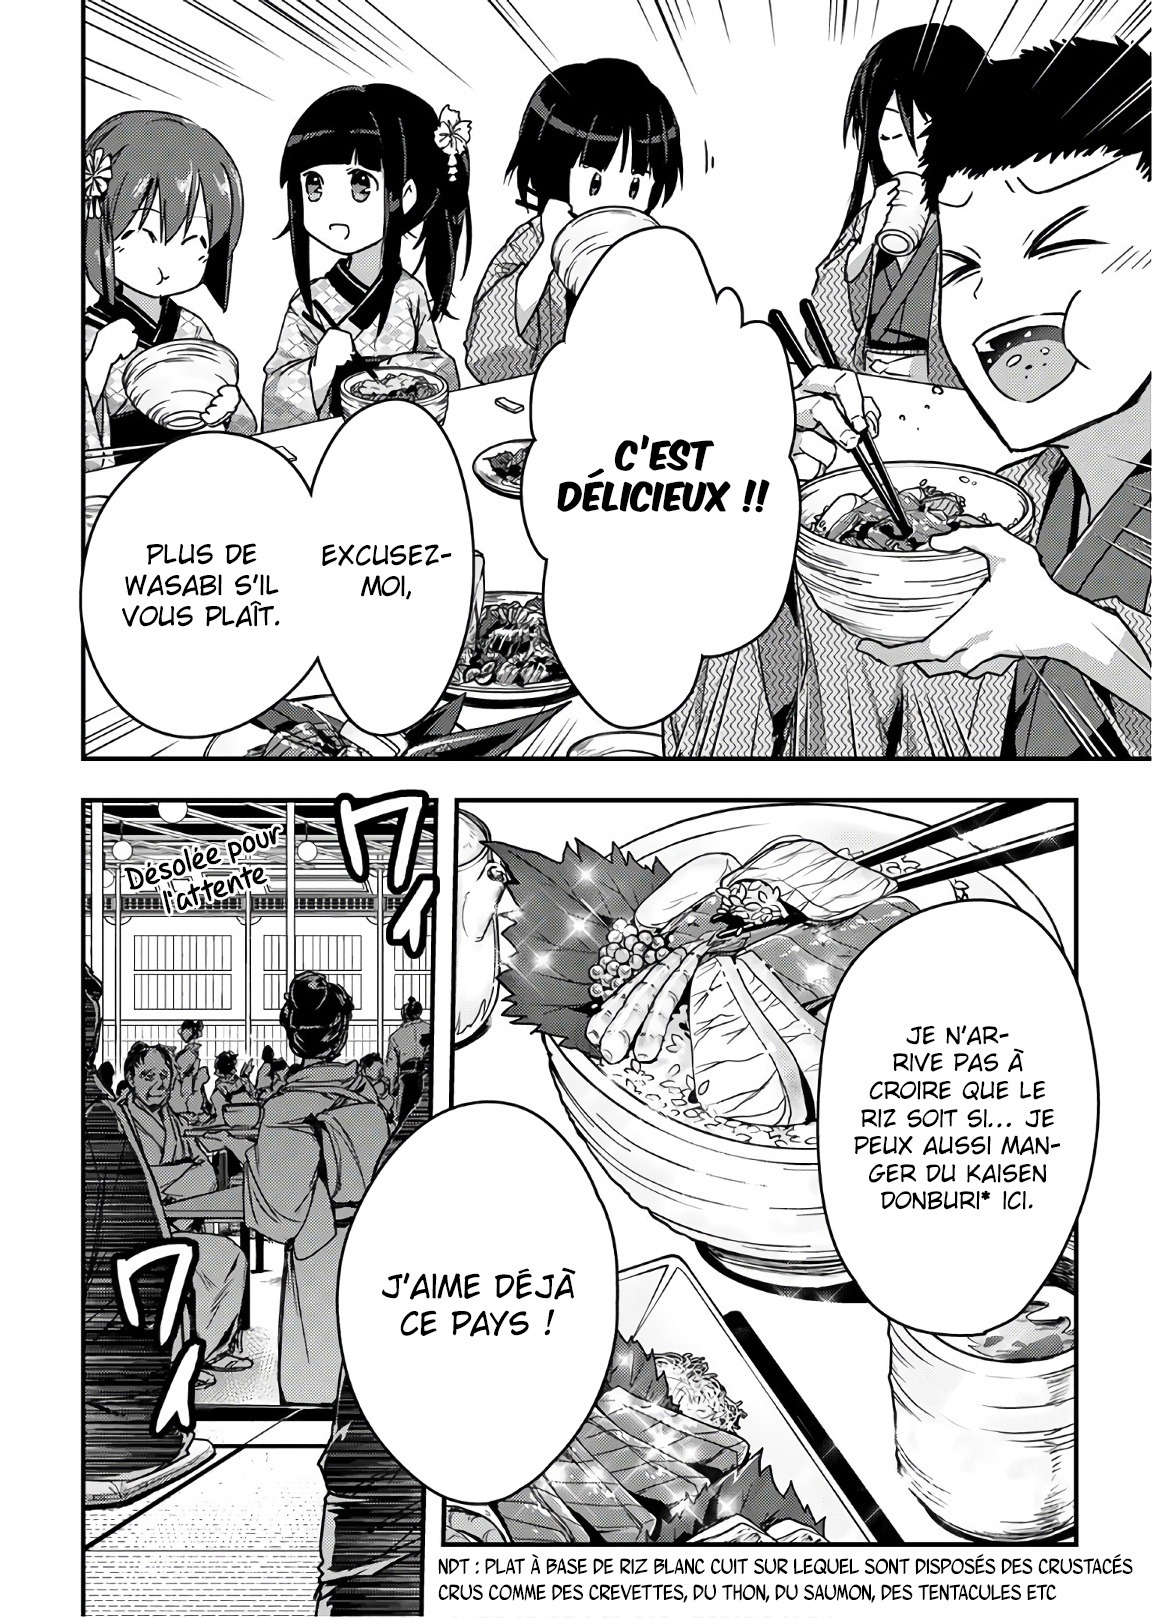 C'EST
DÉLICIEUX !!
EXCUSEZ-
MOI,
PLUS DE
WASABI S'IL
VOUS PLAÎT.
JE N'AR-
RIVE PAS À
CROIRE QUE LE
RIZ SOIT SI... JE
PEUX AUSSI MAN-
GER DU KAISEN
DONBURI* ICI.
J'AIME DÉJÀ
CE PAYS !
ワイ
Désolée pour
l'attente
ワイ
NDT : PLAT À BASE DE RIZ BLANC CUIT SUR LEQUEL SONT DISPOSÉS DES CRUSTACÉS
CRUS COMME DES CREVETTES, DU THON, DU SAUMON, DES TENTACULES ETC